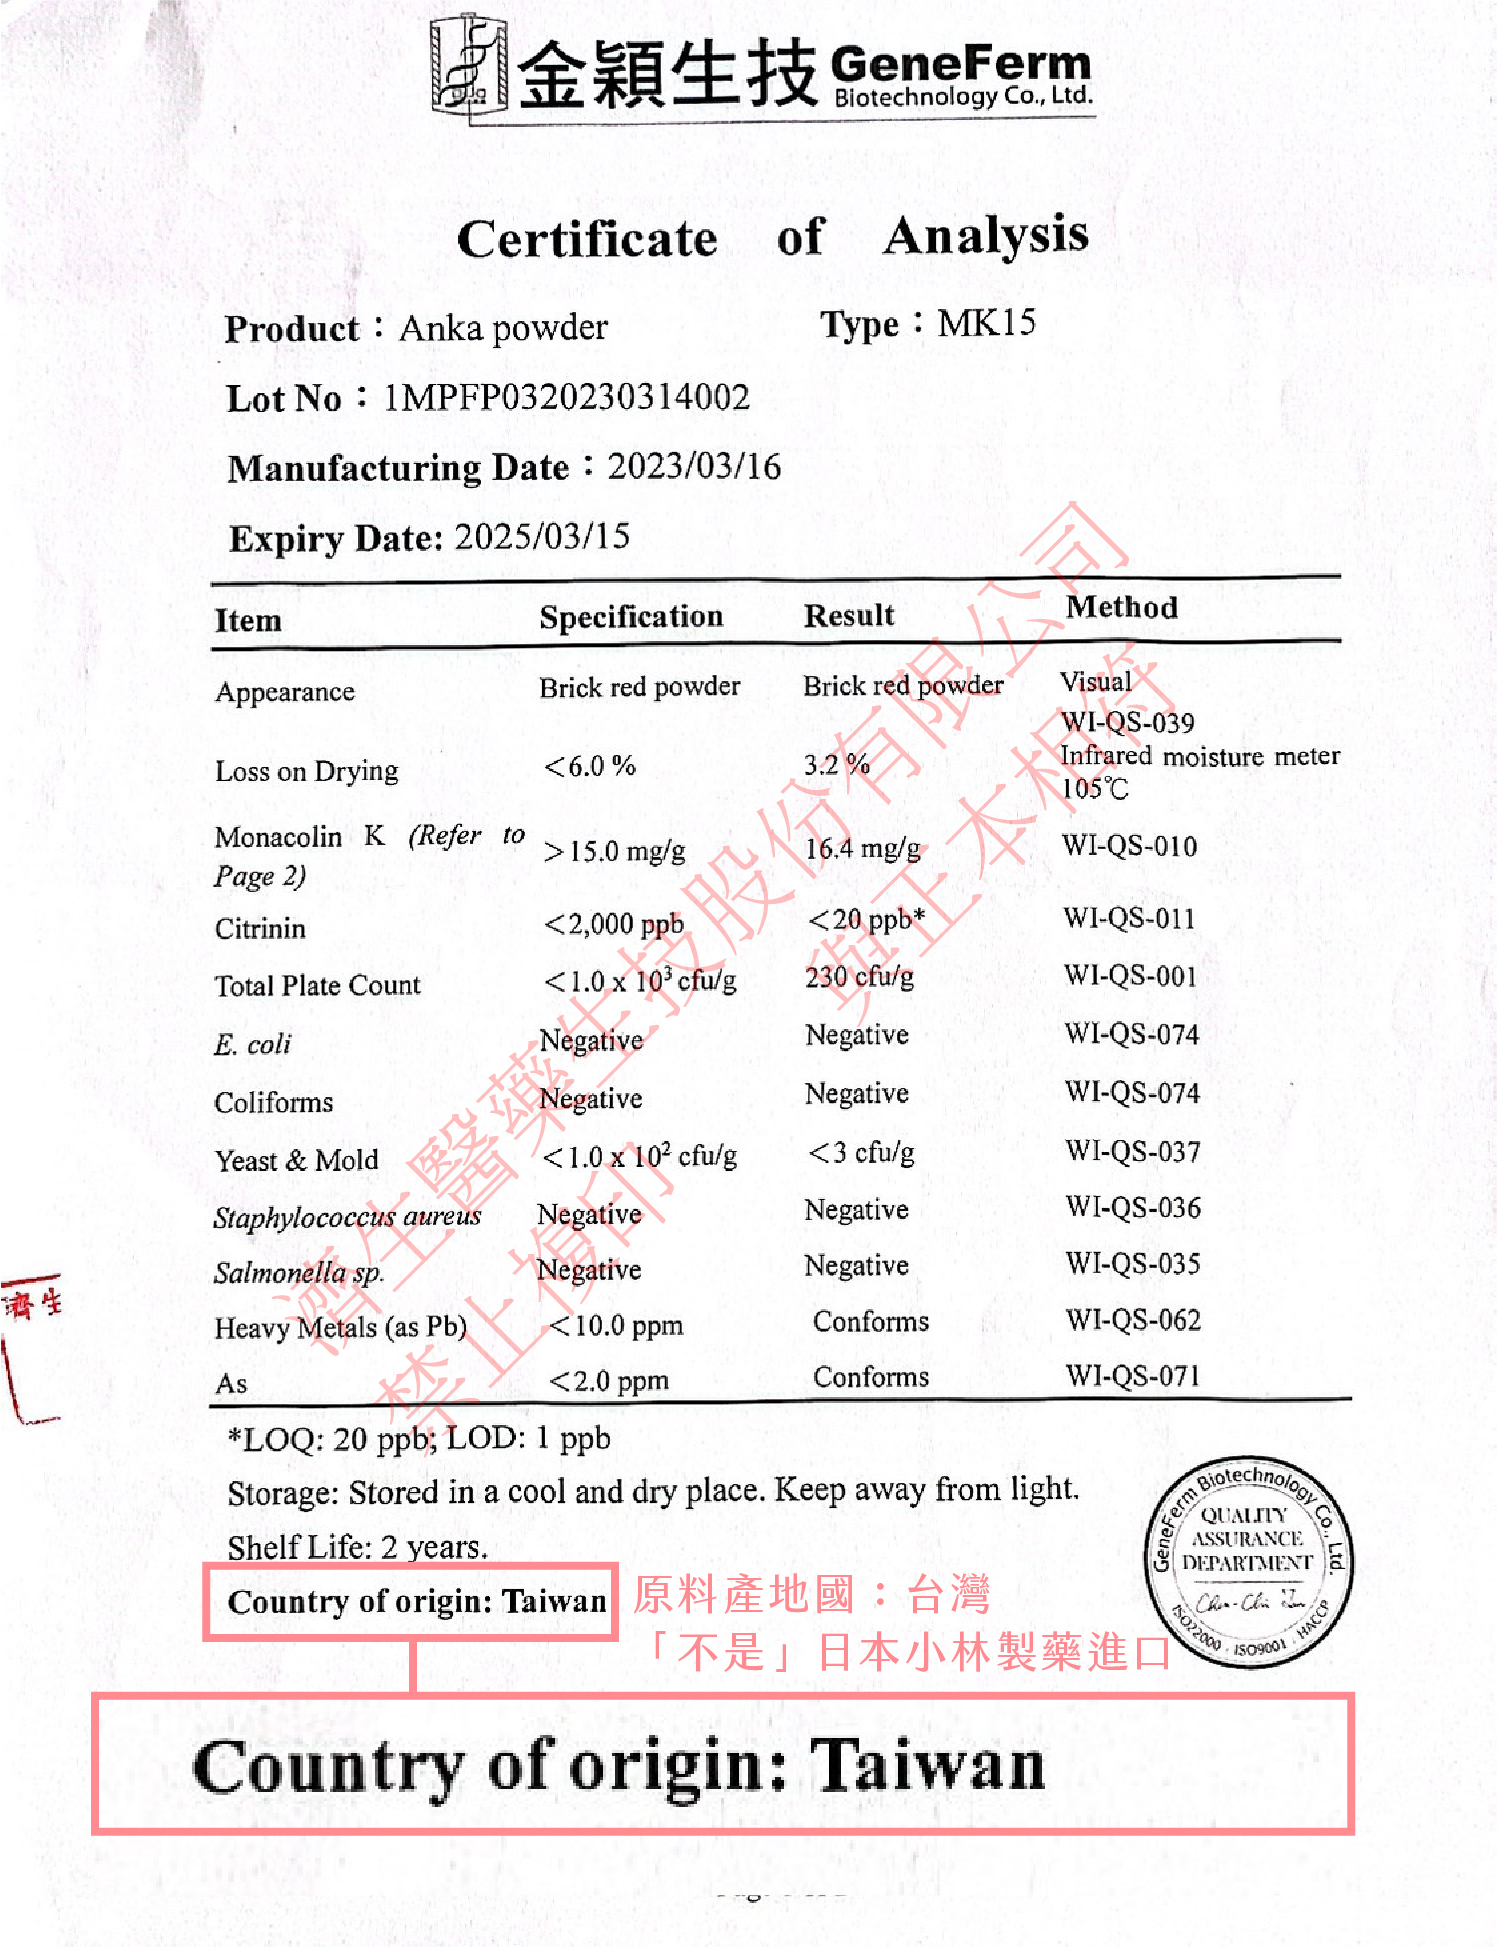 金穎生技 GeneFerm
Biotechnology Co., Ltd.
Certificate of Analysis
Product：Anka powder Type：MK15
Lot No：1MPFP0320230314002
Manufacturing Date：2023/03/16
Expiry Date: 2025/03/15
Item Specification Result Method
Appearance Brick red powder Brick red powder Visual
Loss on Drying <6.0 % 3.2 % WI-QS-039
Infrared moisture meter
105℃
Monacolin K (Refer to
Page 2) >15.0 mg/g 16.4 mg/g WI-QS-010
Citrinin <2,000 ppb <20 ppb* WI-QS-011
Total Plate Count <1.0 x 10³ cfu/g 230 cfu/g WI-QS-001
E. coli Negative Negative WI-QS-074
Coliforms Negative Negative WI-QS-074
Yeast & Mold <1.0 x 10² cfu/g <3 cfu/g WI-QS-037
Staphylococcus aureus Negative Negative WI-QS-036
Salmonella sp. Negative Negative WI-QS-035
Heavy Metals (as Pb) <10.0 ppm Conforms WI-QS-062
As <2.0 ppm Conforms WI-QS-071
*LOQ: 20 ppb; LOD: 1 ppb
Storage: Stored in a cool and dry place. Keep away from light.
Shelf Life: 2 years.
Country of origin: Taiwan
原料產地國：台灣
「不是」日本小林製藥進口
Country of origin: Taiwan
GeneFerm Biotechnology Co., Ltd.
QUALITY
ASSURANCE
DEPARTMENT
ISO22000 · ISO9001 · HACCP
濟生醫藥生技股份有限公司
禁止複印 與正本相符
濟生